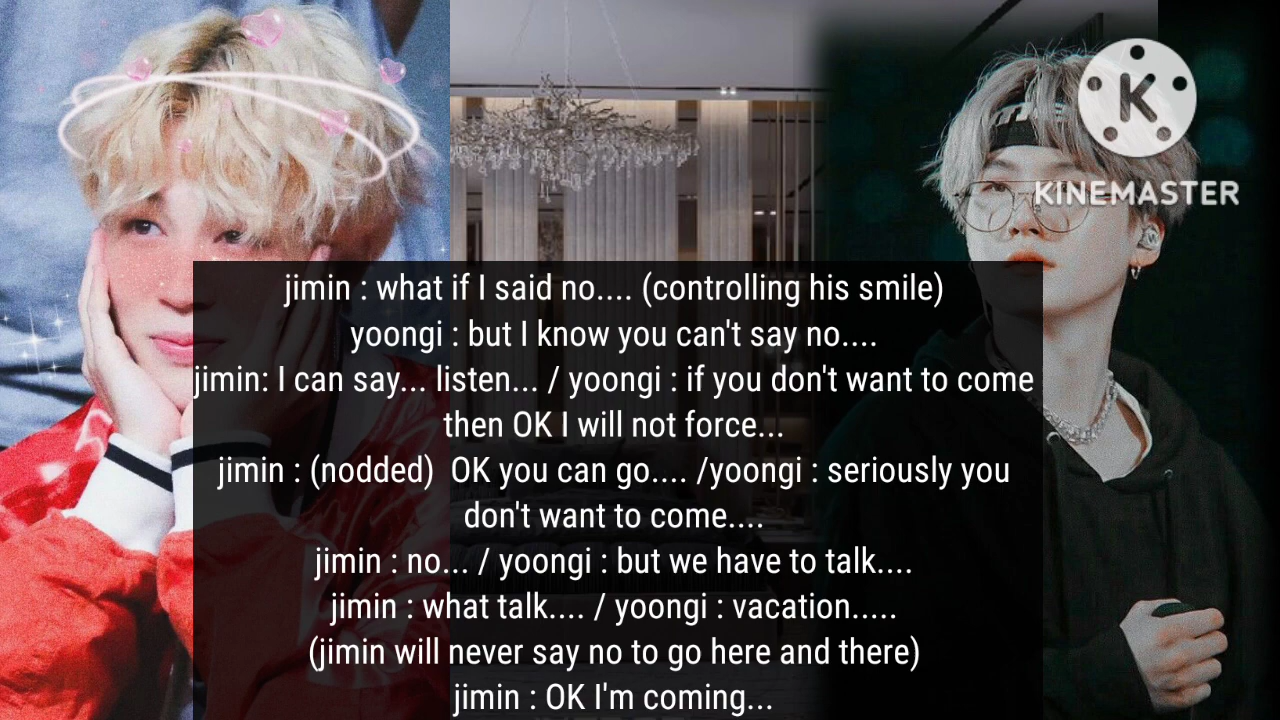 K
KINEMASTER
jimin : what if I said no.... (controlling his smile)
yoongi : but I know you can't say no....
jimin: I can say... listen... / yoongi : if you don't want to come
then OK I will not force...
jimin : (nodded)  OK you can go.... /yoongi : seriously you
don't want to come....
jimin : no... / yoongi : but we have to talk....
jimin : what talk.... / yoongi : vacation.....
(jimin will never say no to go here and there)
jimin : OK I'm coming...